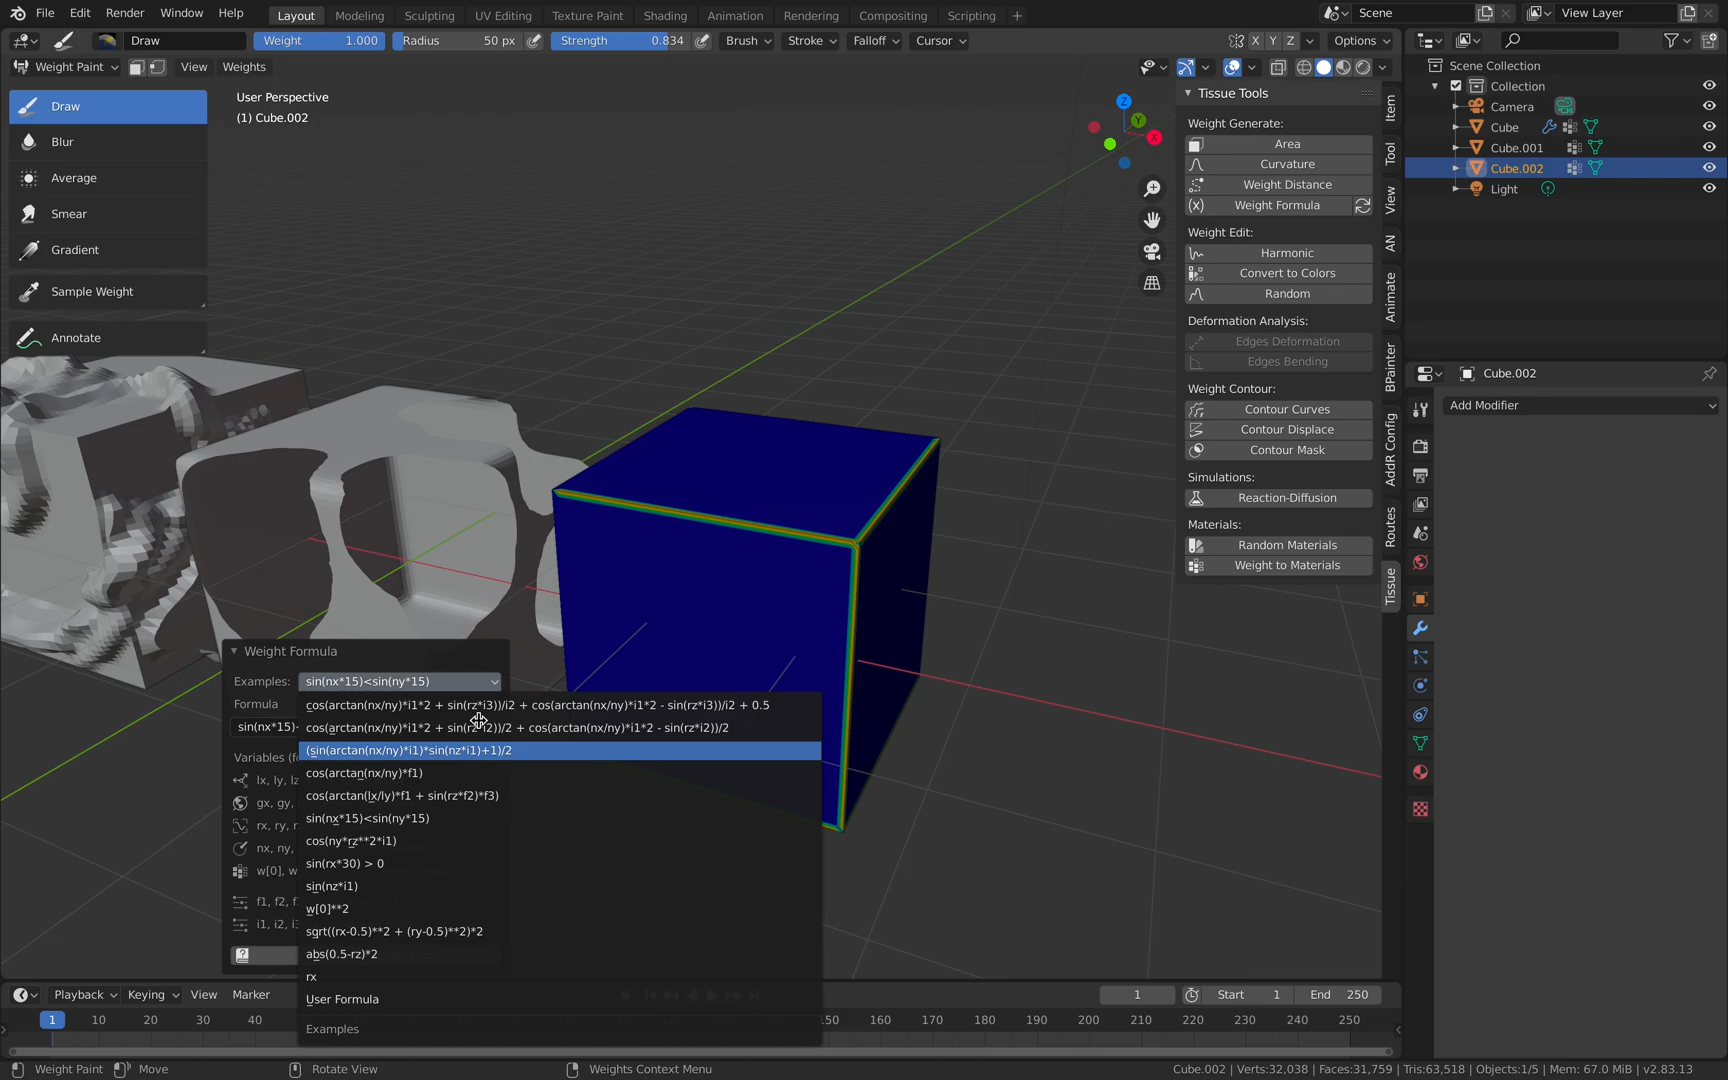 File Edit Render Window Help Layout Modeling Sculpting UV Editing Texture Paint Shading Animation Rendering Compositing Scripting + Scene View Layer
Draw Weight 1.000 Radius 50 px Strength 0.834 Brush Stroke Falloff Cursor X Y Z Options
Weight Paint View Weights
Draw
Blur
Average
Smear
Gradient
Sample Weight
Annotate
User Perspective
(1) Cube.002
Z
Y
X
Tissue Tools
Weight Generate:
Area
Curvature
Weight Distance
(x) Weight Formula
Weight Edit:
Harmonic
Convert to Colors
Random
Deformation Analysis:
Edges Deformation
Edges Bending
Weight Contour:
Contour Curves
Contour Displace
Contour Mask
Simulations:
Reaction-Diffusion
Materials:
Random Materials
Weight to Materials
Item
Tool
View
AN
Animate
BPainter
AddR Config
Routes
Tissue
Scene Collection
Collection
Camera
Cube
Cube.001
Cube.002
Light
Cube.002
Add Modifier
Weight Formula
Examples: sin(nx*15)<sin(ny*15)
Formula
sin(nx*15)<
Variables (f
lx, ly, lz
gx, gy,
rx, ry, r
nx, ny,
w[0], w
f1, f2, f
i1, i2, i3
cos(arctan(nx/ny)*i1*2 + sin(rz*i3))/i2 + cos(arctan(nx/ny)*i1*2 - sin(rz*i3))/i2 + 0.5
cos(arctan(nx/ny)*i1*2 + sin(rz*i2))/2 + cos(arctan(nx/ny)*i1*2 - sin(rz*i2))/2
(sin(arctan(nx/ny)*i1)*sin(nz*i1)+1)/2
cos(arctan(nx/ny)*f1)
cos(arctan(lx/ly)*f1 + sin(rz*f2)*f3)
sin(nx*15)<sin(ny*15)
cos(ny*rz**2*i1)
sin(rx*30) > 0
sin(nz*i1)
w[0]**2
sqrt((rx-0.5)**2 + (ry-0.5)**2)*2
abs(0.5-rz)*2
rx
User Formula
Examples
Playback Keying View Marker 1 Start 1 End 250
1 10 20 30 40 150 160 170 180 190 200 210 220 230 240 250
Weight Paint Move Rotate View Weights Context Menu Cube.002 | Verts:32,038 | Faces:31,759 | Tris:63,518 | Objects:1/5 | Mem: 67.0 MiB | v2.83.13